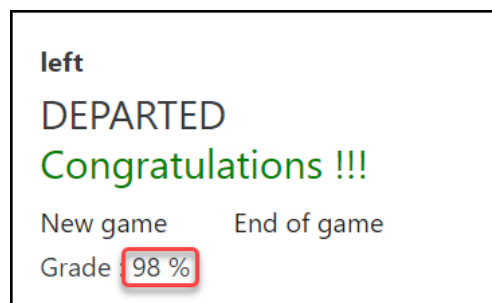 left
DEPARTED
Congratulations !!!
New game End of game
Grade : 98 %